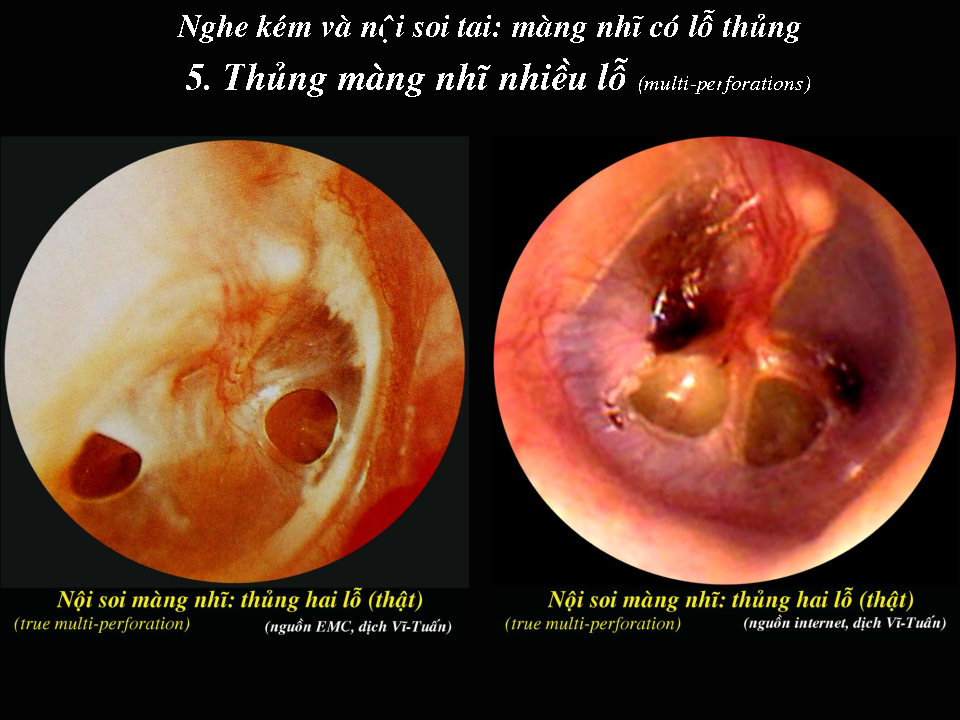 Nghe kém và nội soi tai: màng nhĩ có lỗ thủng
5. Thủng màng nhĩ nhiều lỗ (multi-perforations)
Nội soi màng nhĩ: thủng hai lỗ (thật)
(true multi-perforation) (nguồn EMC, dịch Vĩ-Tuấn)
Nội soi màng nhĩ: thủng hai lỗ (thật)
(true multi-perforation) (nguồn internet, dịch Vĩ-Tuấn)